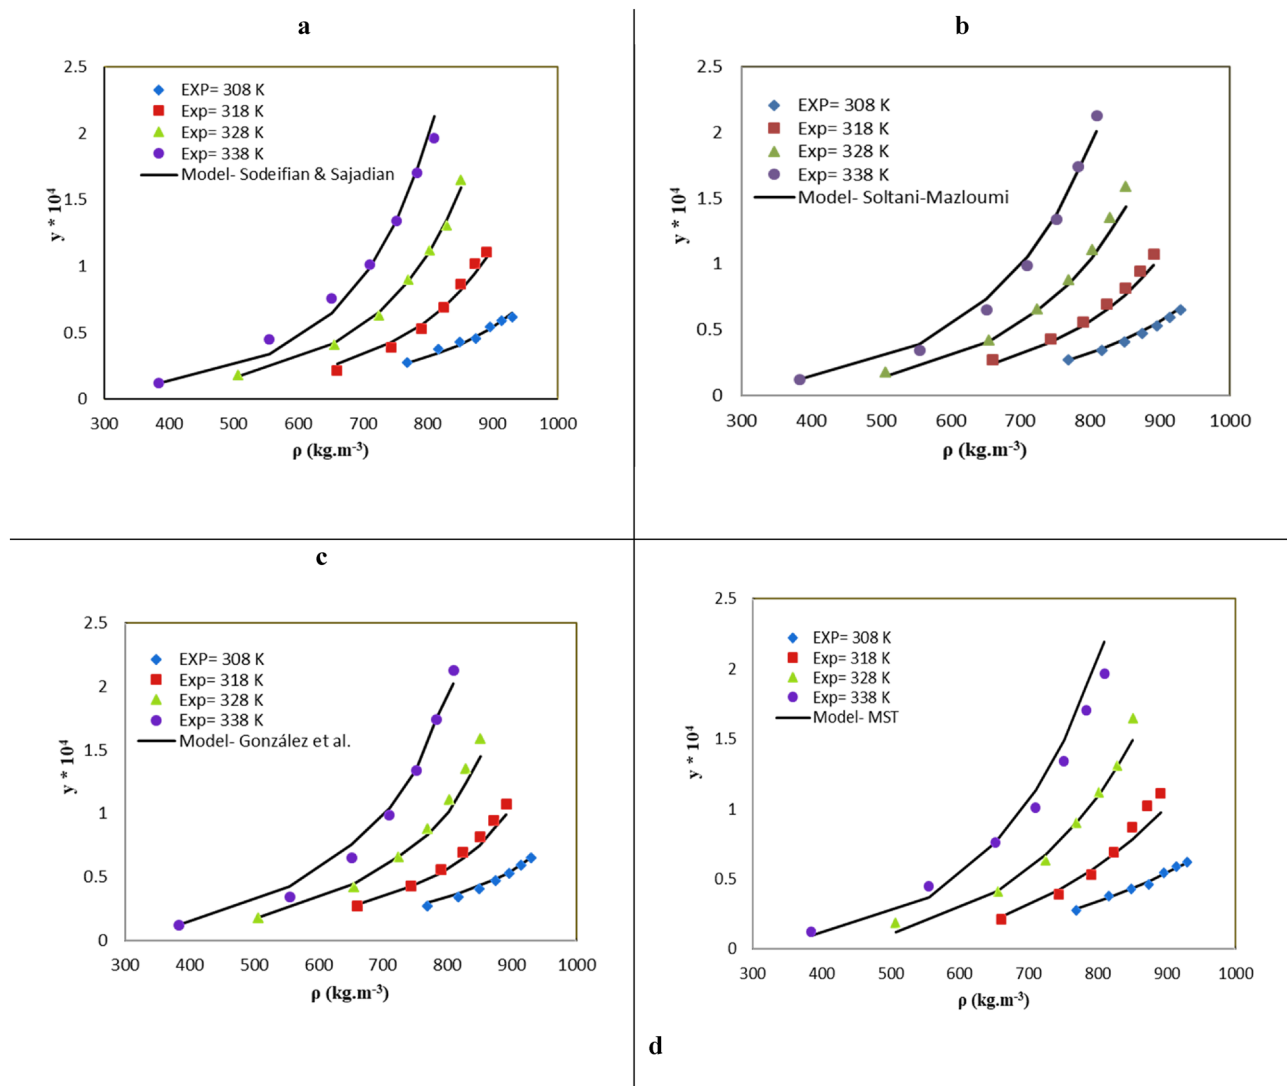 a
2.5
2
1.5
1
0.5
0
y * 10⁴
EXP= 308 K
Exp= 318 K
Exp= 328 K
Exp= 338 K
Model- Sodeifian & Sajadian
300 400 500 600 700 800 900 1000
ρ (kg.m⁻³)
b
2.5
2
1.5
1
0.5
0
y * 10⁴
EXP= 308 K
Exp= 318 K
Exp= 328 K
Exp= 338 K
Model- Soltani-Mazloumi
300 400 500 600 700 800 900 1000
ρ (kg.m⁻³)
c
2.5
2
1.5
1
0.5
0
y * 10⁴
EXP= 308 K
Exp= 318 K
Exp= 328 K
Exp= 338 K
Model- González et al.
300 400 500 600 700 800 900 1000
ρ (kg.m⁻³)
2.5
2
1.5
1
0.5
0
y * 10⁴
EXP= 308 K
Exp= 318 K
Exp= 328 K
Exp= 338 K
Model- MST
300 400 500 600 700 800 900 1000
ρ (kg.m⁻³)
d